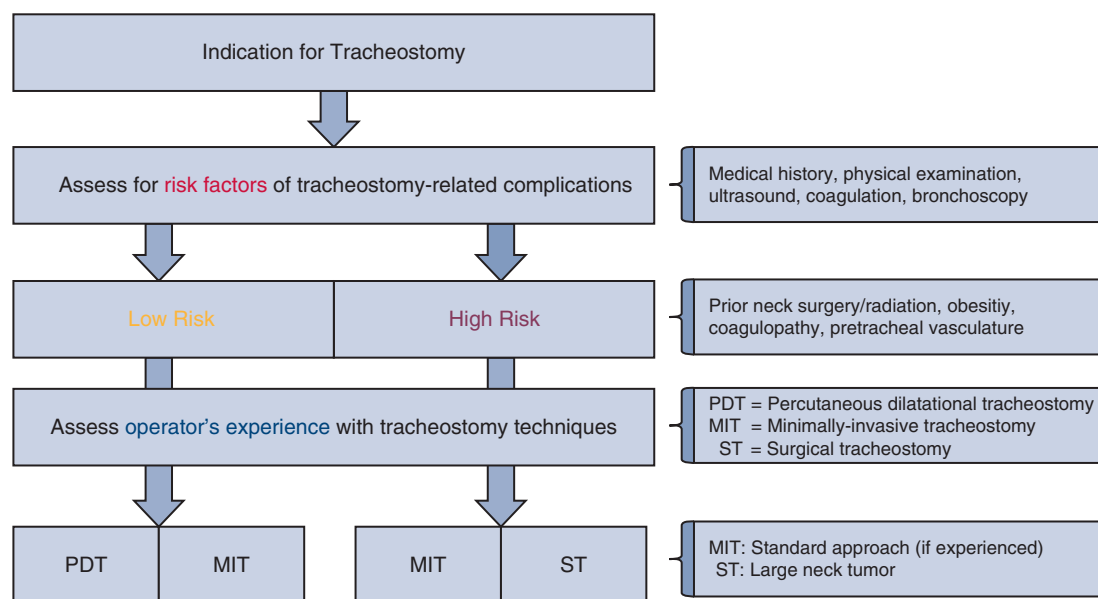 Indication for Tracheostomy
Assess for risk factors of tracheostomy-related complications
Medical history, physical examination,
ultrasound, coagulation, bronchoscopy
Low Risk
High Risk
Prior neck surgery/radiation, obesitiy,
coagulopathy, pretracheal vasculature
Assess operator's experience with tracheostomy techniques
PDT = Percutaneous dilatational tracheostomy
MIT = Minimally-invasive tracheostomy
ST = Surgical tracheostomy
PDT
MIT
MIT
ST
MIT: Standard approach (if experienced)
ST: Large neck tumor